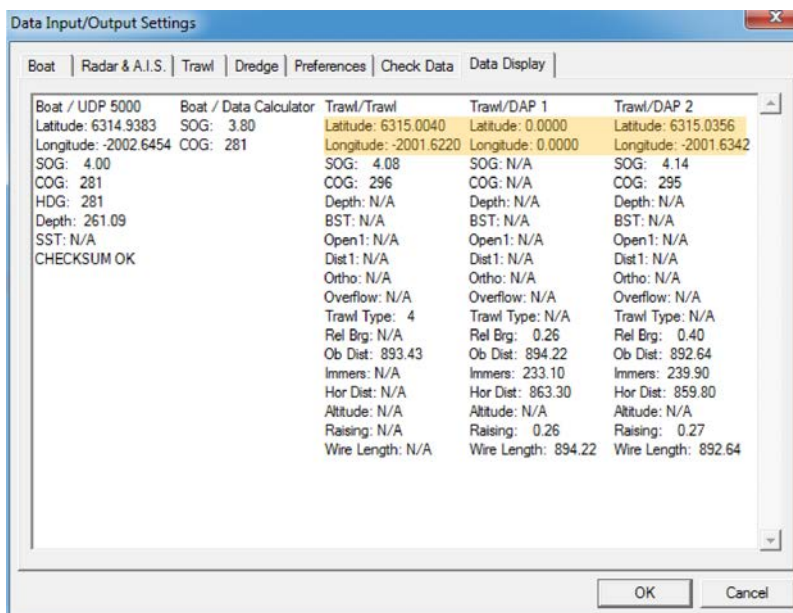 Data Input/Output Settings
Boat Radar & A.I.S. Trawl Dredge Preferences Check Data Data Display
Boat / UDP 5000 Boat / Data Calculator Trawl/Trawl Trawl/DAP 1 Trawl/DAP 2
Latitude: 6314.9383 SOG: 3.80 Latitude: 6315.0040 Latitude: 0.0000 Latitude: 6315.0356
Longitude: -2002.6454 COG: 281 Longitude: -2001.6220 Longitude: 0.0000 Longitude: -2001.6342
SOG: 4.00 SOG: 4.08 SOG: N/A SOG: 4.14
COG: 281 COG: 296 COG: N/A COG: 295
HDG: 281 Depth: N/A Depth: N/A Depth: N/A
Depth: 261.09 BST: N/A BST: N/A BST: N/A
SST: N/A Open1: N/A Open1: N/A Open1: N/A
CHECKSUM OK Dist1: N/A Dist1: N/A Dist1: N/A
Ortho: N/A Ortho: N/A Ortho: N/A
Overflow: N/A Overflow: N/A Overflow: N/A
Trawl Type: 4 Trawl Type: N/A Trawl Type: N/A
Rel Brg: N/A Rel Brg: 0.26 Rel Brg: 0.40
Ob Dist: 893.43 Ob Dist: 894.22 Ob Dist: 892.64
Immers: N/A Immers: 233.10 Immers: 239.90
Hor Dist: N/A Hor Dist: 863.30 Hor Dist: 859.80
Altitude: N/A Altitude: N/A Altitude: N/A
Raising: N/A Raising: 0.26 Raising: 0.27
Wire Length: N/A Wire Length: 894.22 Wire Length: 892.64
OK Cancel